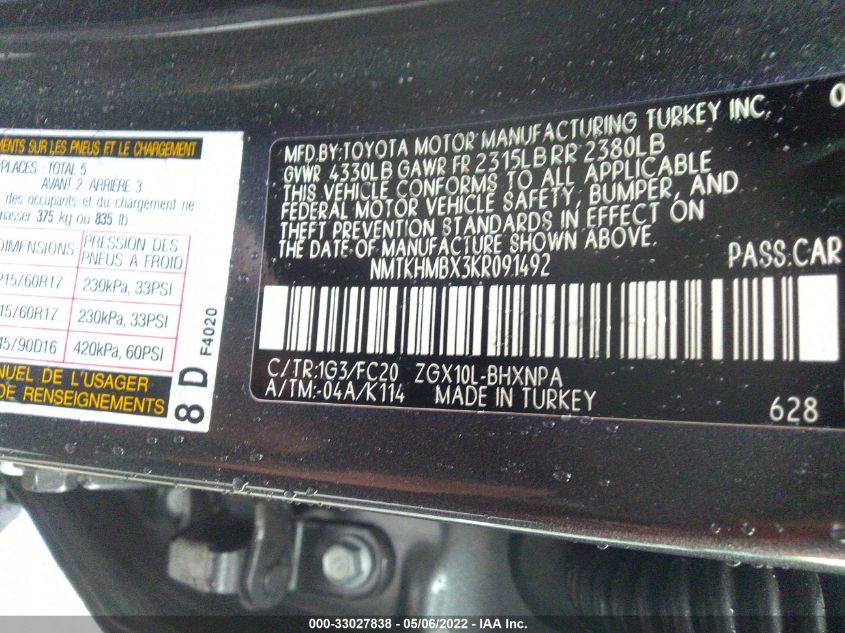 MENTS SUR LES PNEUS ET LE CHARGEMENT
PLACES : TOTAL 5
AVANT 2 ARRIÈRE 3
des occupants et du chargement ne
passer 375 kg ou 835 lb
DIMENSIONS PRESSION DES PNEUS À FROID
P15/60R17 230kPa, 33PSI
15/60R17 230kPa, 33PSI
45/90D16 420kPa, 60PSI
NUEL DE L'USAGER
DE RENSEIGNEMENTS
8 D F4020
MFD.BY:TOYOTA MOTOR MANUFACTURING TURKEY INC.
GVWR 4330LB GAWR FR 2315LB RR 2380LB
THIS VEHICLE CONFORMS TO ALL APPLICABLE
FEDERAL MOTOR VEHICLE SAFETY, BUMPER, AND
THEFT PREVENTION STANDARDS IN EFFECT ON
THE DATE OF MANUFACTURE SHOWN ABOVE.
NMTKHMBX3KR091492 PASS.CAR
C/TR:1G3/FC20 ZGX10L-BHXNPA
A/TM:-04A/K114 MADE IN TURKEY
628
000-33027838 - 05/06/2022 - IAA Inc.